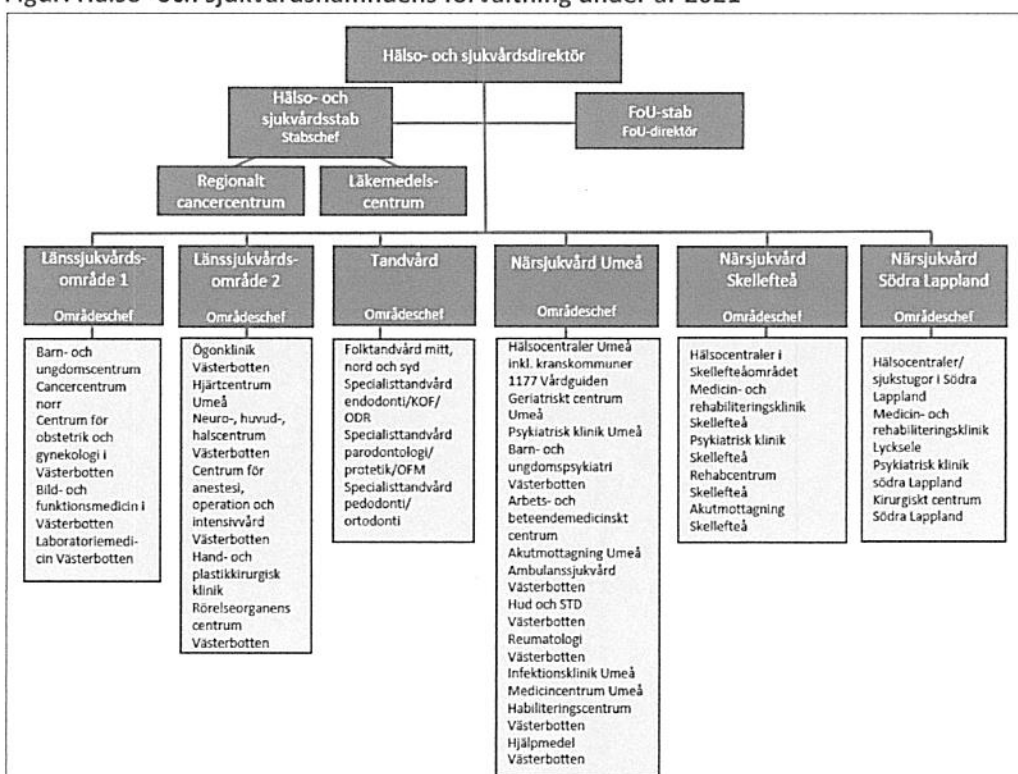 Figur: Hälso- och sjukvårdsnämndens förvaltning under år 2021
Hälso- och sjukvårdsdirektör
Hälso- och
sjukvårdsstab
Stabschef
FoU-stab
FoU-direktör
Regionalt
cancercentrum
Läkemedels-
centrum
Länssjukvårds-
område 1
Områdeschef
Barn- och
ungdomscentrum
Cancercentrum
norr
Centrum för
obstetrik och
gynekologi i
Västerbotten
Bild- och
funktionsmedicin i
Västerbotten
Laboratoriemedi-
cin Västerbotten
Länssjukvårds-
område 2
Områdeschef
Ögonklinik
Västerbotten
Hjärtcentrum
Umeå
Neuro-, huvud-,
halscentrum
Västerbotten
Centrum för
anestesi,
operation och
intensivvård
Västerbotten
Hand- och
plastikkirurgisk
klinik
Rörelseorganens
centrum
Västerbotten
Tandvård
Områdeschef
Folktandvård mitt,
nord och syd
Specialisttandvård
endodonti/KOF/
ODR
Specialisttandvård
parodontologi/
protetik/OFM
Specialisttandvård
pedodonti/
ortodonti
Närsjukvård Umeå
Områdeschef
Hälsocentraler Umeå
inkl. kranskommuner
1177 Vårdguiden
Geriatriskt centrum
Umeå
Psykiatrisk klinik Umeå
Barn- och
ungdomspsykiatri
Västerbotten
Arbets- och
beteendemedicinskt
centrum
Akutmottagning Umeå
Ambulanssjukvård
Västerbotten
Hud och STD
Västerbotten
Reumatologi
Västerbotten
Infektionsklinik Umeå
Medicincentrum Umeå
Habiliteringscentrum
Västerbotten
Hjälpmedel
Västerbotten
Närsjukvård
Skellefteå
Områdeschef
Hälsocentraler i
Skellefteåområdet
Medicin- och
rehabiliteringsklinik
Skellefteå
Psykiatrisk klinik
Skellefteå
Rehabcentrum
Skellefteå
Akutmottagning
Skellefteå
Närsjukvård
Södra Lappland
Områdeschef
Hälsocentraler/
sjukstugor i Södra
Lappland
Medicin- och
rehabiliteringsklinik
Lycksele
Psykiatrisk klinik
södra Lappland
Kirurgiskt centrum
Södra Lappland